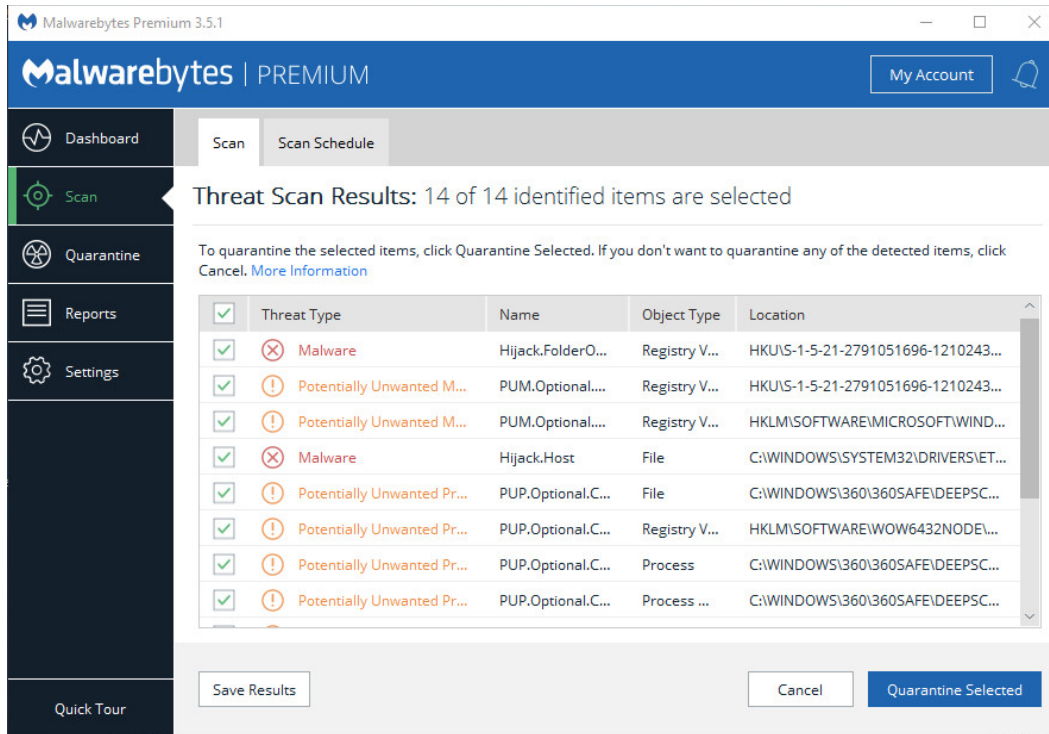 Malwarebytes Premium 3.5.1
Malwarebytes | PREMIUM
My Account
Dashboard
Scan
Quarantine
Reports
Settings
Quick Tour
Scan
Scan Schedule
Threat Scan Results: 14 of 14 identified items are selected
To quarantine the selected items, click Quarantine Selected. If you don't want to quarantine any of the detected items, click
Cancel. More Information
Threat Type Name Object Type Location
Malware Hijack.FolderO... Registry V... HKU\S-1-5-21-2791051696-1210243...
Potentially Unwanted M... PUM.Optional.... Registry V... HKU\S-1-5-21-2791051696-1210243...
Potentially Unwanted M... PUM.Optional.... Registry V... HKLM\SOFTWARE\MICROSOFT\WIND...
Malware Hijack.Host File C:\WINDOWS\SYSTEM32\DRIVERS\ET...
Potentially Unwanted Pr... PUP.Optional.C... File C:\WINDOWS\360\360SAFE\DEEPSC...
Potentially Unwanted Pr... PUP.Optional.C... Registry V... HKLM\SOFTWARE\WOW6432NODE\...
Potentially Unwanted Pr... PUP.Optional.C... Process C:\WINDOWS\360\360SAFE\DEEPSC...
Potentially Unwanted Pr... PUP.Optional.C... Process ... C:\WINDOWS\360\360SAFE\DEEPSC...
Save Results
Cancel
Quarantine Selected